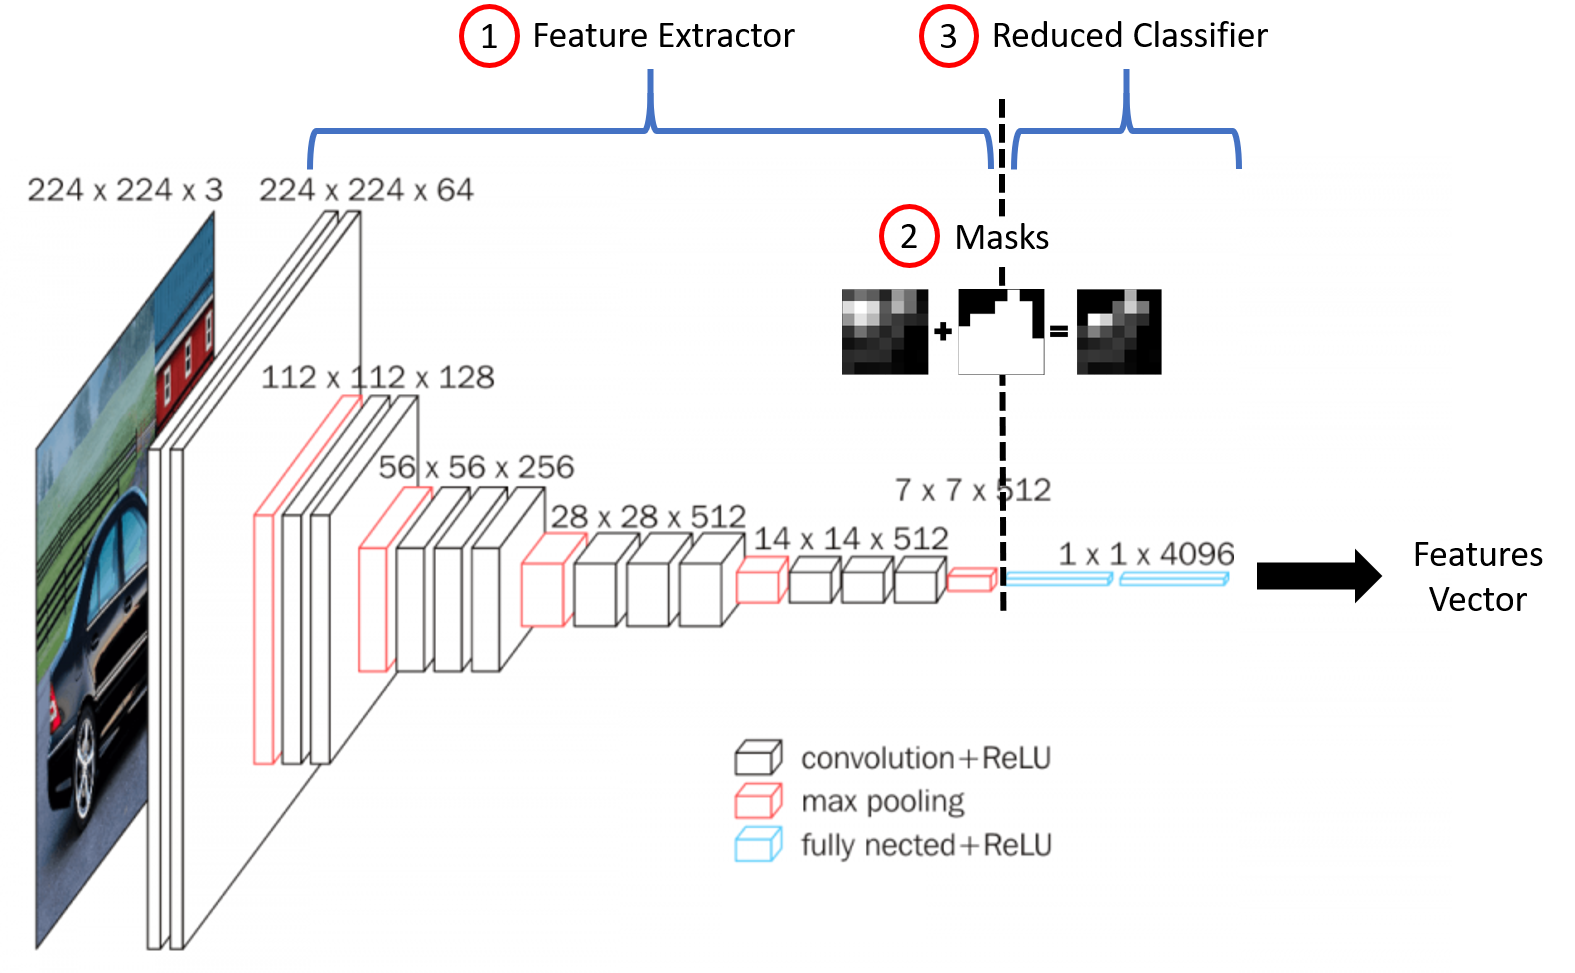 1 Feature Extractor
3 Reduced Classifier
224 x 224 x 3
224 x 224 x 64
2 Masks
+ =
112 x 112 x 128
56 x 56 x 256
7 x 7 x 512
28 x 28 x 512
14 x 14 x 512
1 x 1 x 4096
Features
Vector
convolution+ReLU
max pooling
fully nected+ReLU